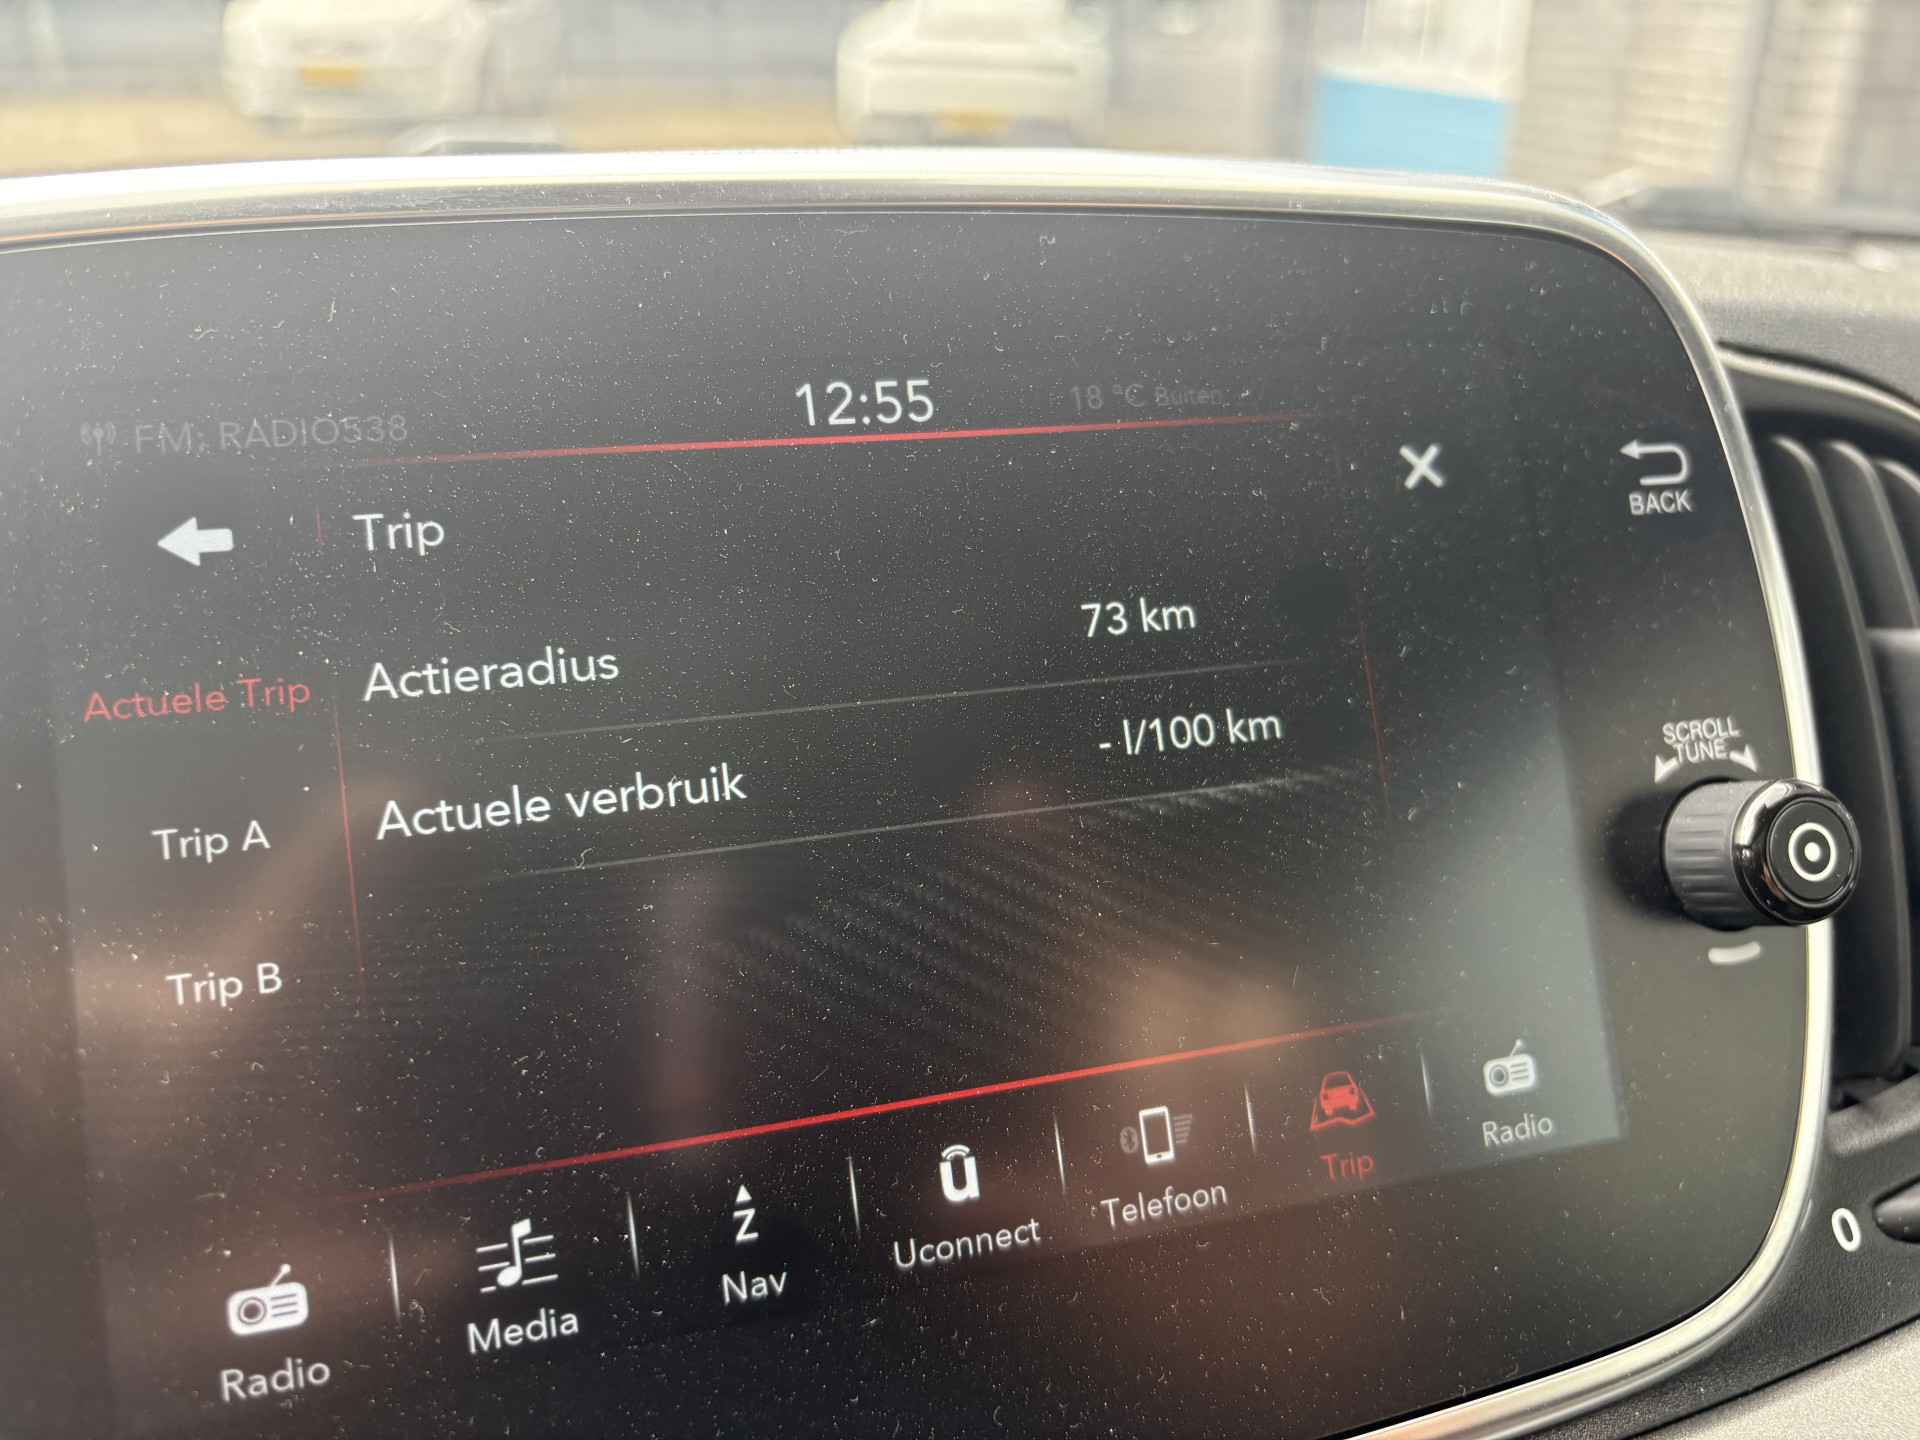 FM; RADIO538
12:55
18 °C Buiten
BACK
Trip
Actuele Trip
Actieradius
73 km
Actuele verbruik
- l/100 km
SCROLL
TUNE
Trip A
Trip B
Radio
Media
Z
Nav
u
Uconnect
Telefoon
Trip
Radio
0